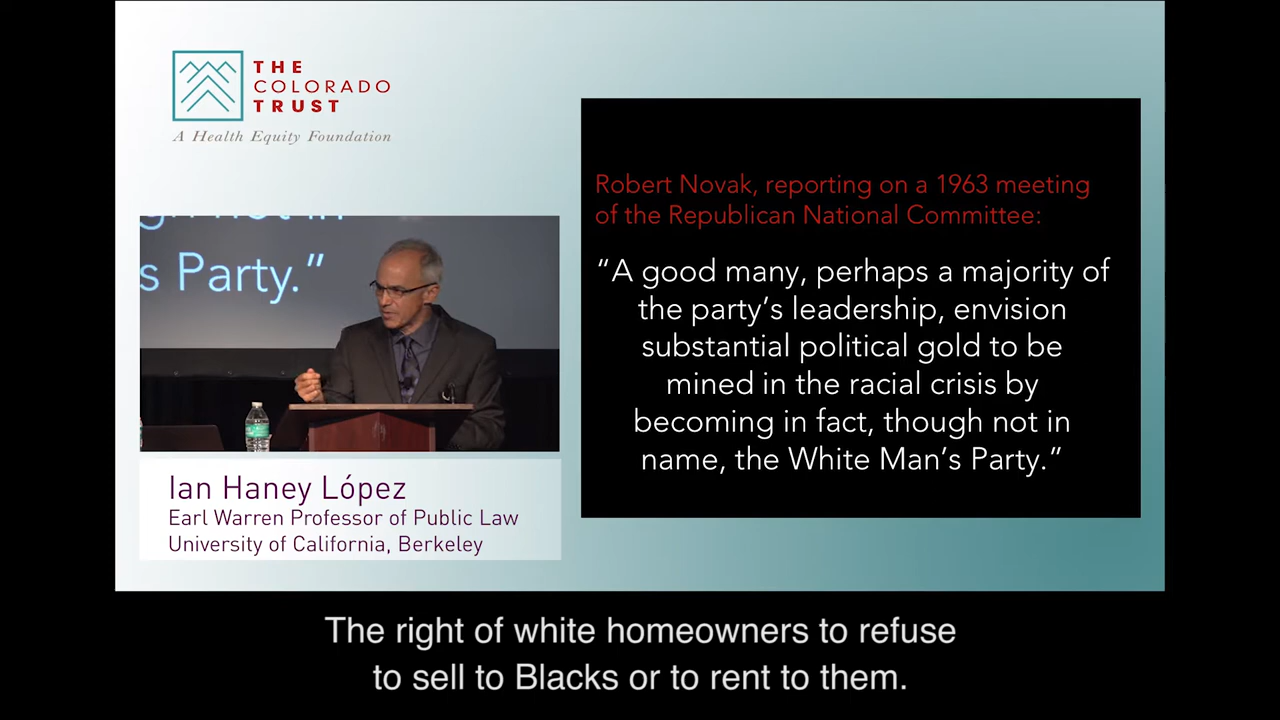 THE
COLORADO
TRUST
A Health Equity Foundation
Robert Novak, reporting on a 1963 meeting
of the Republican National Committee:
“A good many, perhaps a majority of
the party’s leadership, envision
substantial political gold to be
mined in the racial crisis by
becoming in fact, though not in
name, the White Man’s Party.”
not in
s Party.”
Ian Haney López
Earl Warren Professor of Public Law
University of California, Berkeley
The right of white homeowners to refuse
to sell to Blacks or to rent to them.